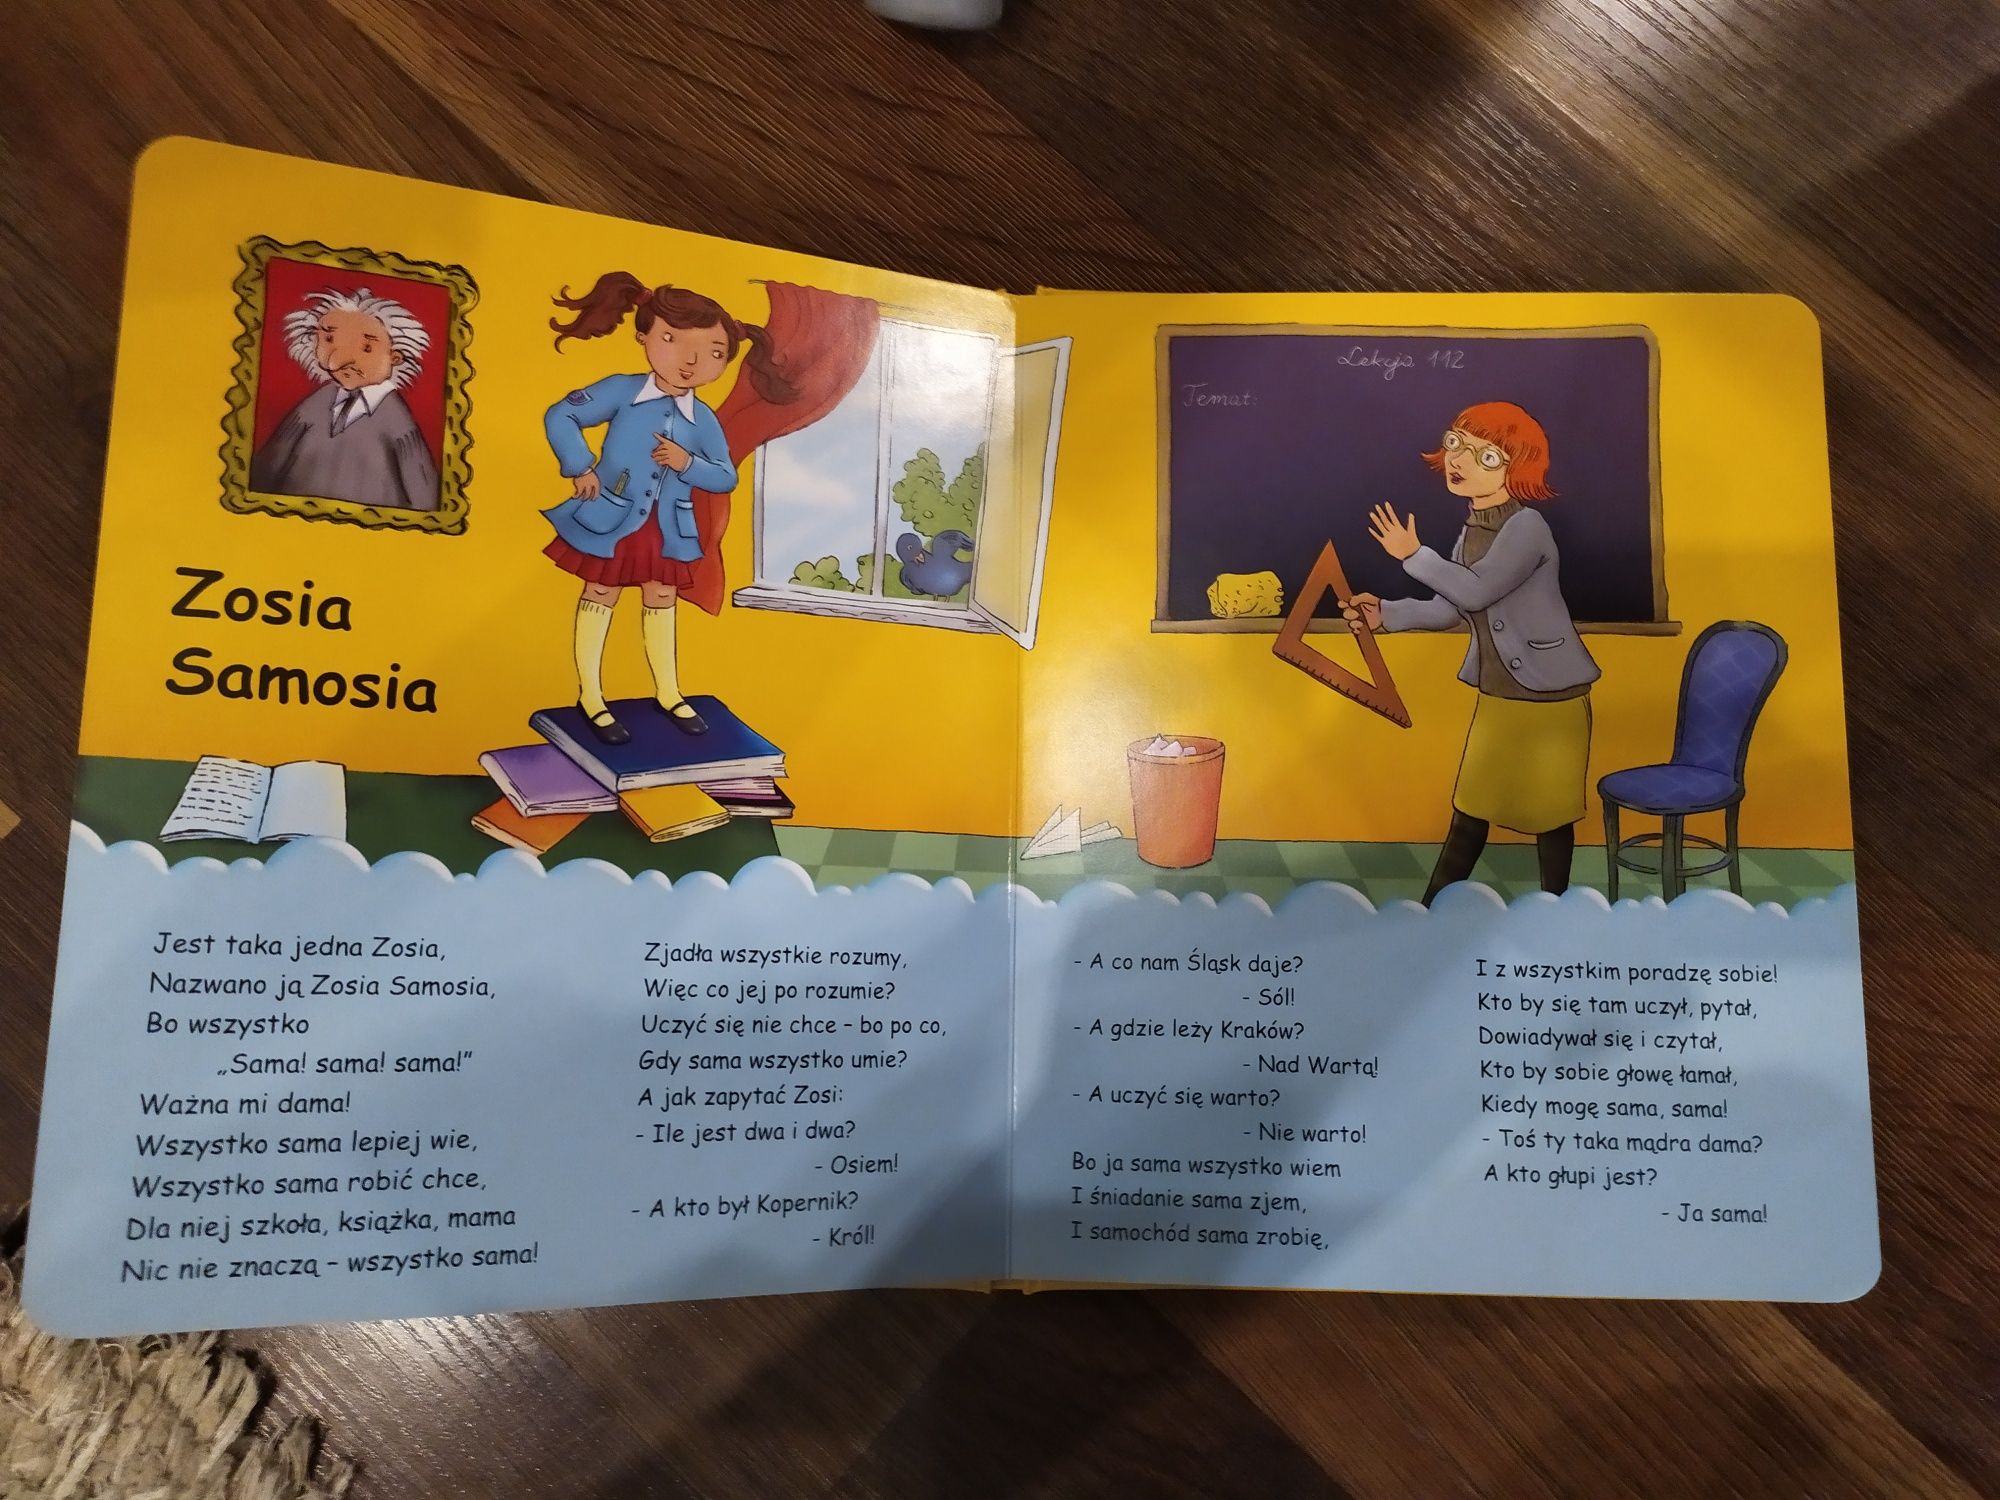 Zosia
Samosia
Lekcja 112
Temat:
Jest taka jedna Zosia,
Nazwano ją Zosia Samosia,
Bo wszystko
„Sama! sama! sama!”
Ważna mi dama!
Wszystko sama lepiej wie,
Wszystko sama robić chce,
Dla niej szkoła, książka, mama
Nic nie znaczą – wszystko sama!
Zjadła wszystkie rozumy,
Więc co jej po rozumie?
Uczyć się nie chce – bo po co,
Gdy sama wszystko umie?
A jak zapytać Zosi:
- Ile jest dwa i dwa?
- Osiem!
- A kto był Kopernik?
- Król!
- A co nam Śląsk daje?
- Sól!
- A gdzie leży Kraków?
- Nad Wartą!
- A uczyć się warto?
- Nie warto!
Bo ja sama wszystko wiem
I śniadanie sama zjem,
I samochód sama zrobię,
I z wszystkim poradzę sobie!
Kto by się tam uczył, pytał,
Dowiadywał się i czytał,
Kto by sobie głowę łamał,
Kiedy mogę sama, sama!
- Toś ty taka mądra dama?
A kto głupi jest?
- Ja sama!